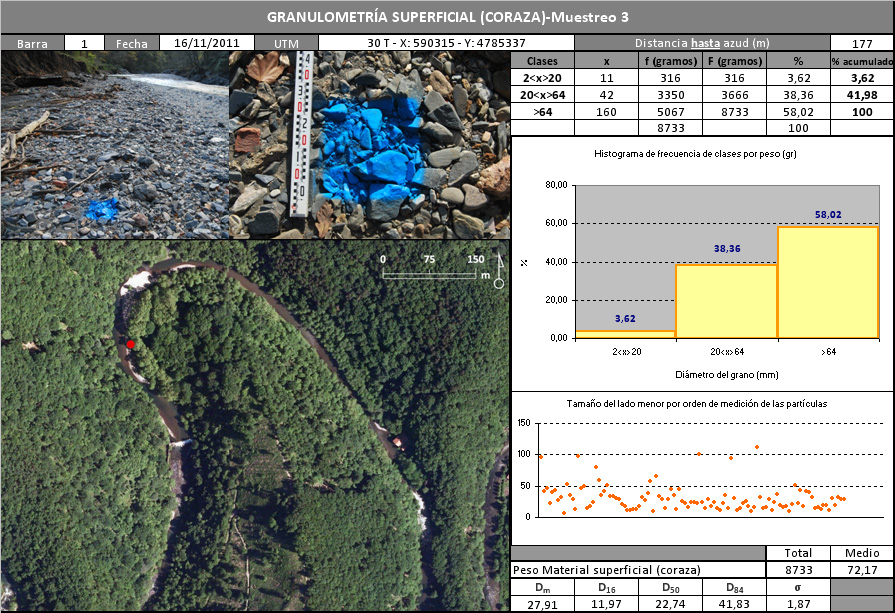 GRANULOMETRÍA SUPERFICIAL (CORAZA)-Muestreo 3
Barra 1 Fecha 16/11/2011 UTM 30 T - X: 590315 - Y: 4785337 Distancia hasta azud (m) 177
Clases x f (gramos) F (gramos) % % acumulado
2<x>20 11 316 316 3,62 3,62
20<x>64 42 3350 3666 38,36 41,98
>64 160 5067 8733 58,02 100
8733 100
Histograma de frecuencia de clases por peso (gr)
80,00
60,00
40,00
20,00
0,00
%
3,62
38,36
58,02
2<x>20 20<x>64 >64
Diámetro del grano (mm)
0 75 150
m
Tamaño del lado menor por orden de medición de las partículas
150
100
50
0
Total Medio
Peso Material superficial (coraza) 8733 72,17
Dm D16 D50 D84 σ
27,91 11,97 22,74 41,83 1,87